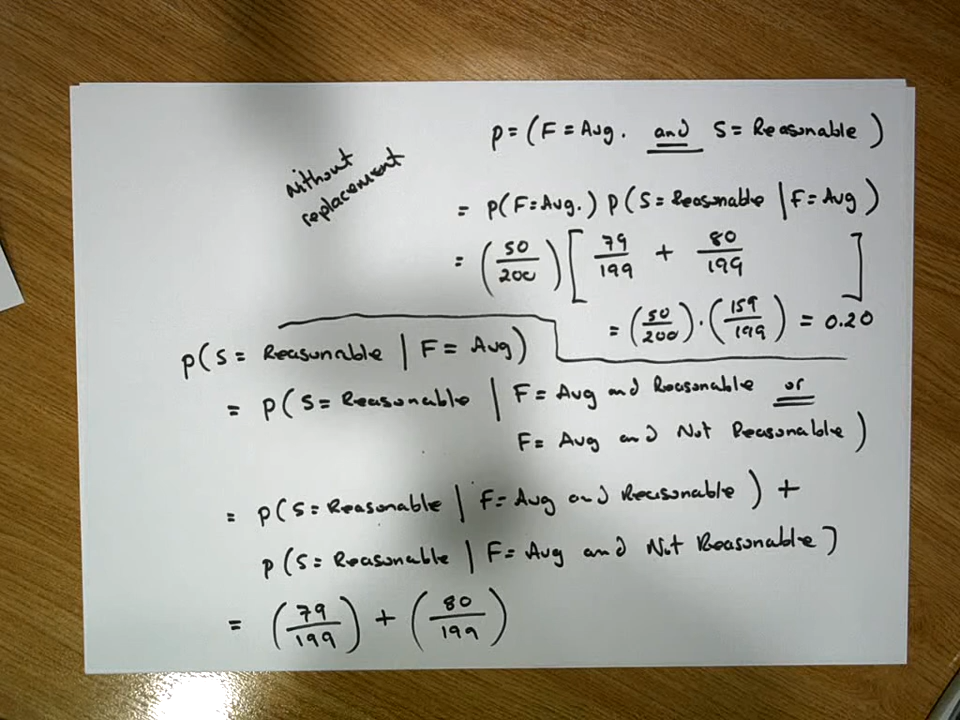 p=(F=Avg. and S=Reasonable)
without
replacement
= p(F=Avg.) p(S=Reasonable | F=Avg)
= (50/200) [79/199 + 80/199]
= (50/200)·(159/199) = 0.20
p(S= Reasonable | F= Avg)
= p(S=Reasonable | F= Avg and Reasonable or
F= Avg and Not Reasonable)
= p(S=Reasonable | F=Avg and Reasonable) +
p(S= Reasonable | F= Avg and Not Reasonable)
= (79/199) + (80/199)